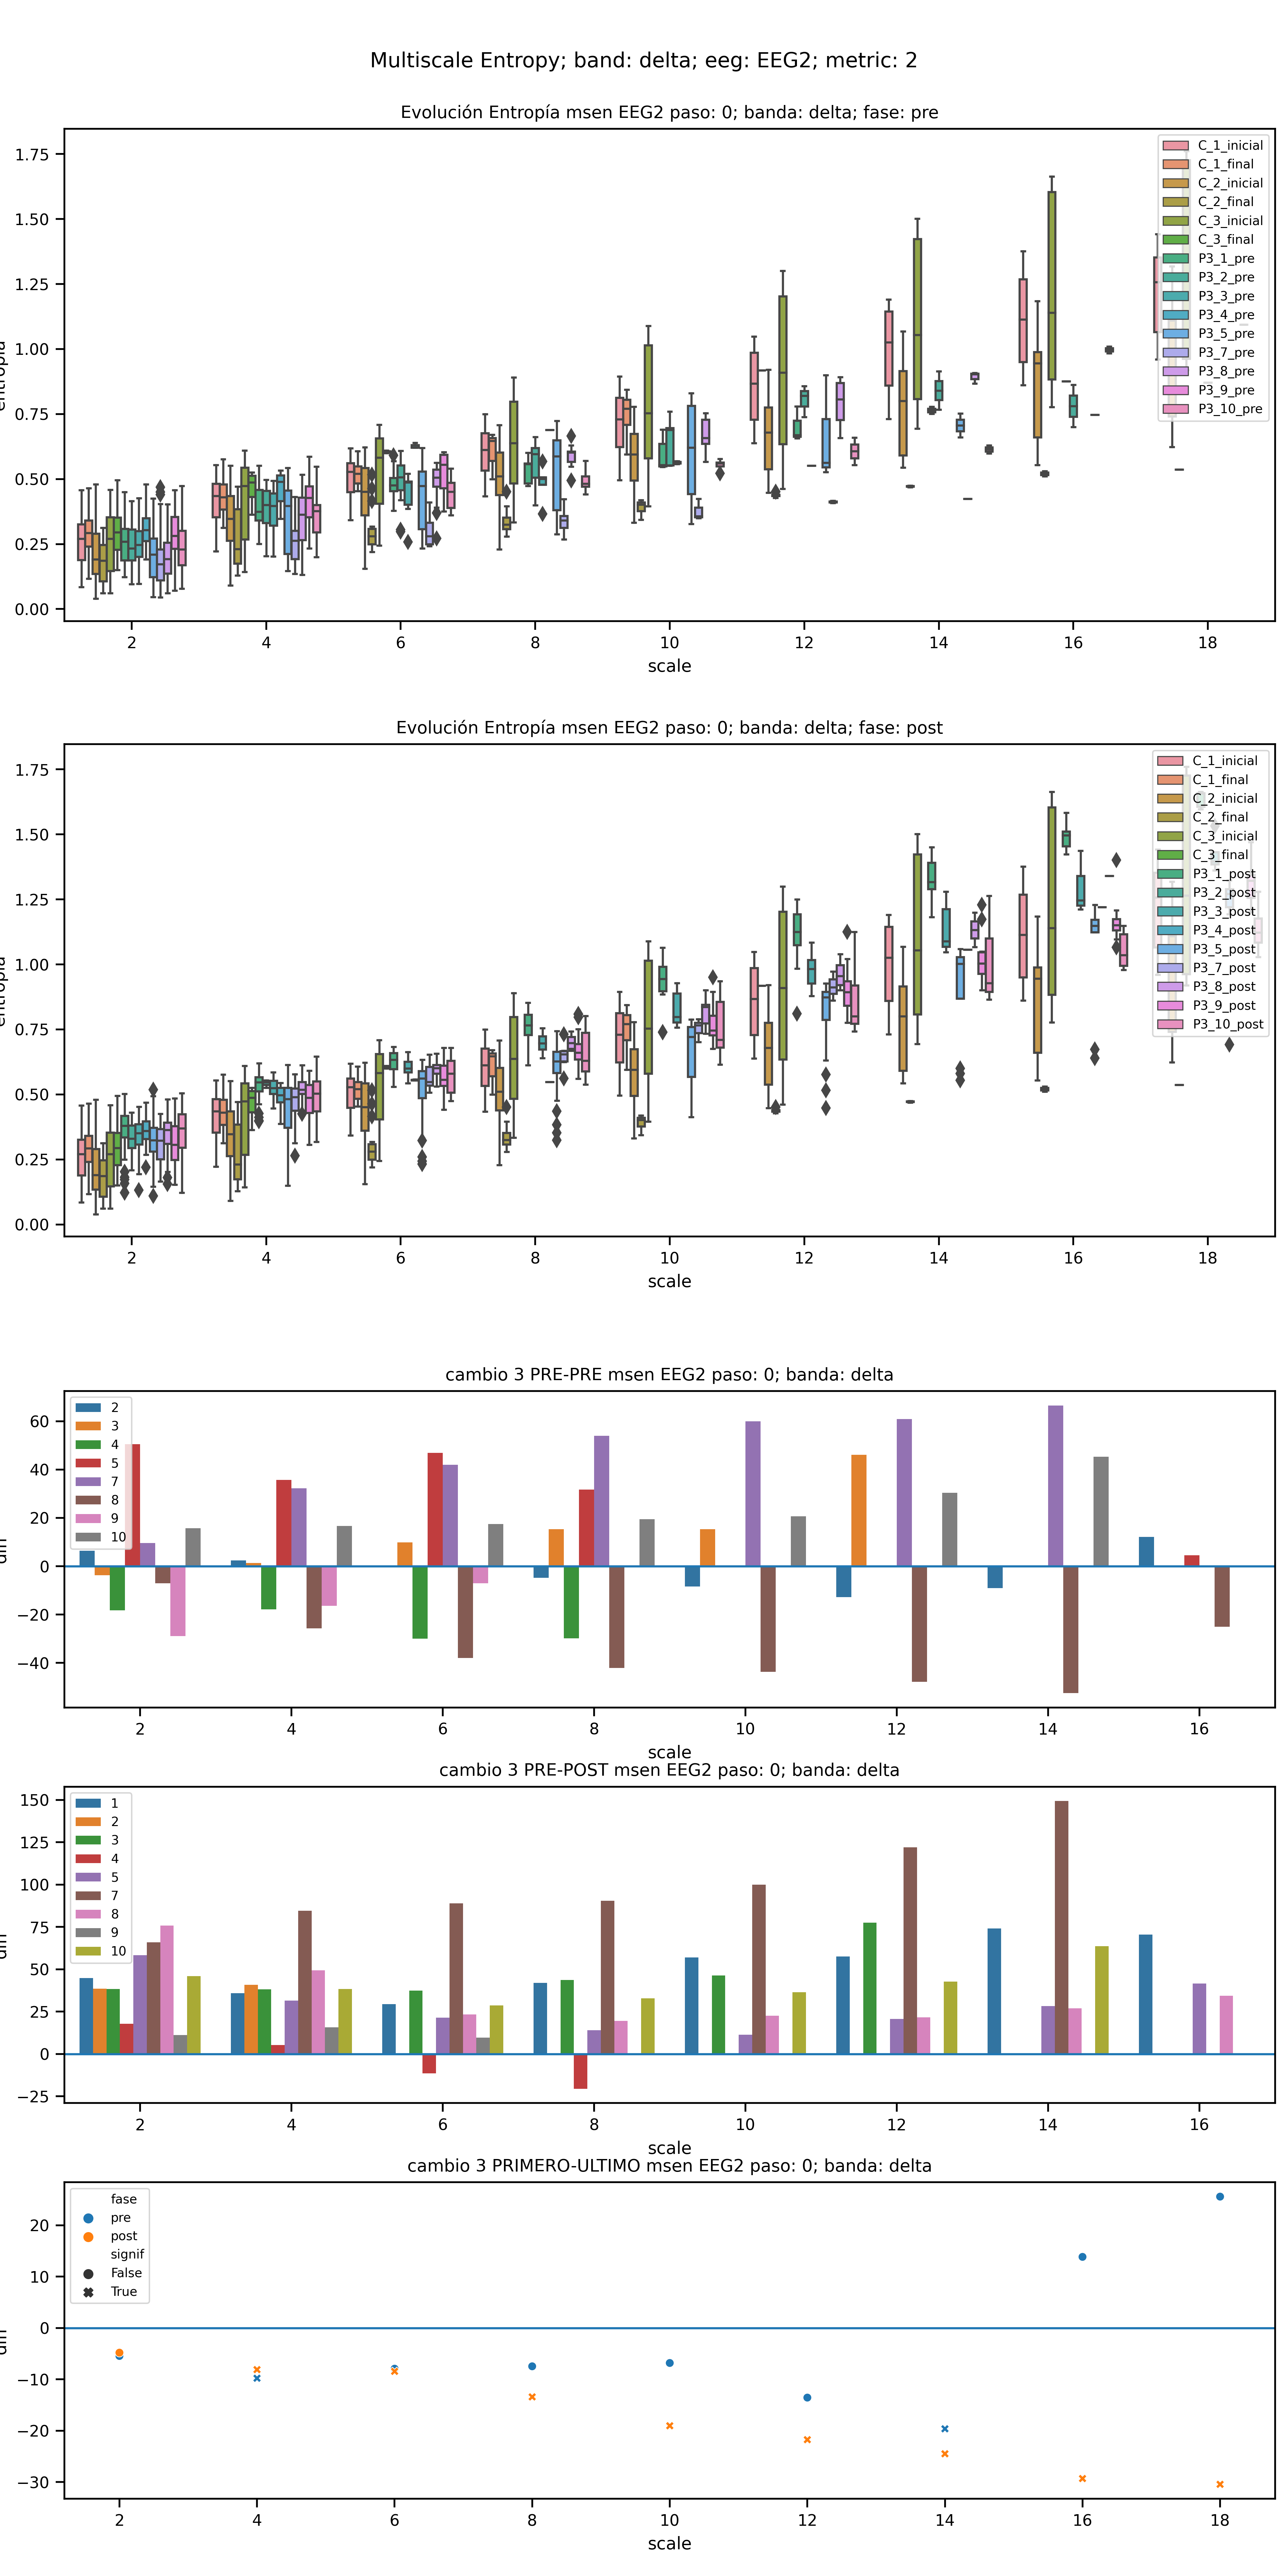 Multiscale Entropy; band: delta; eeg: EEG2; metric: 2
Evolución Entropía msen EEG2 paso: 0; banda: delta; fase: pre
1.75
1.50
1.25
1.00
0.75
0.50
0.25
0.00
C_1_inicial
C_1_final
C_2_inicial
C_2_final
C_3_inicial
C_3_final
P3_1_pre
P3_2_pre
P3_3_pre
P3_4_pre
P3_5_pre
P3_7_pre
P3_8_pre
P3_9_pre
P3_10_pre
2 4 6 8 10 12 14 16 18
scale
Evolución Entropía msen EEG2 paso: 0; banda: delta; fase: post
1.75
1.50
1.25
1.00
0.75
0.50
0.25
0.00
C_1_inicial
C_1_final
C_2_inicial
C_2_final
C_3_inicial
C_3_final
P3_1_post
P3_2_post
P3_3_post
P3_4_post
P3_5_post
P3_7_post
P3_8_post
P3_9_post
P3_10_post
2 4 6 8 10 12 14 16 18
scale
cambio 3 PRE-PRE msen EEG2 paso: 0; banda: delta
60
40
20
0
−20
−40
2
3
4
5
7
8
9
10
2 4 6 8 10 12 14 16
scale
cambio 3 PRE-POST msen EEG2 paso: 0; banda: delta
150
125
100
75
50
25
0
−25
1
2
3
4
5
7
8
9
10
2 4 6 8 10 12 14 16
scale
cambio 3 PRIMERO-ULTIMO msen EEG2 paso: 0; banda: delta
20
10
0
−10
−20
−30
fase
pre
post
signif
False
True
2 4 6 8 10 12 14 16 18
scale